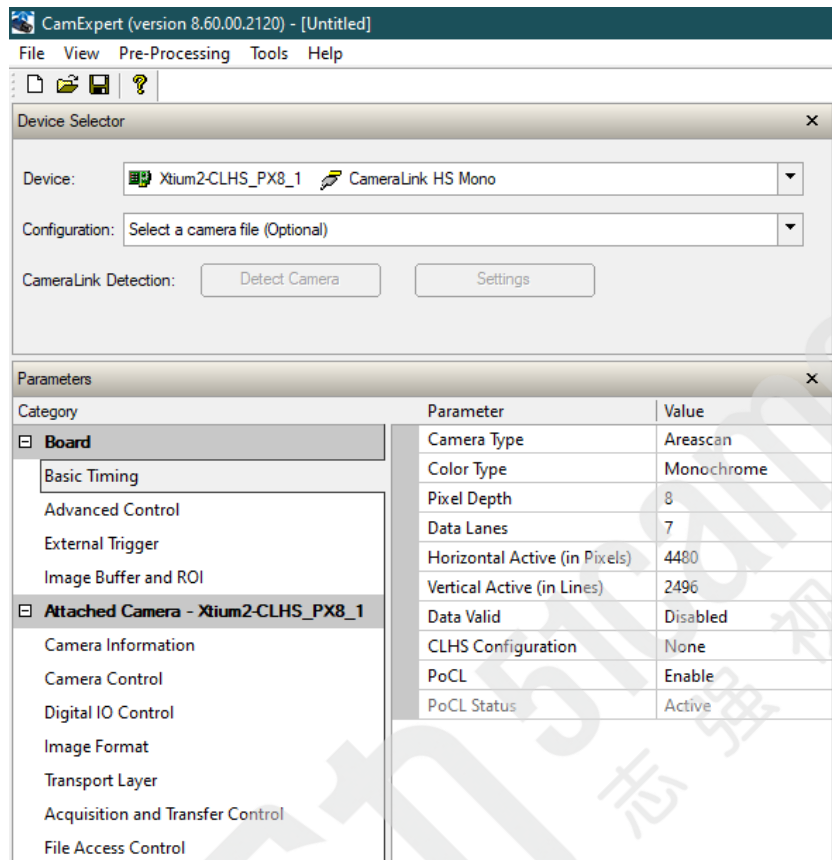 CamExpert (version 8.60.00.2120) - [Untitled]
File View Pre-Processing Tools Help
Device Selector
Device: Xtium2-CLHS_PX8_1 CameraLink HS Mono
Configuration: Select a camera file (Optional)
CameraLink Detection: Detect Camera Settings
Parameters
Category Parameter Value
Board Camera Type Areascan
Basic Timing Color Type Monochrome
Advanced Control Pixel Depth 8
External Trigger Data Lanes 7
Image Buffer and ROI Horizontal Active (in Pixels) 4480
Attached Camera - Xtium2-CLHS_PX8_1 Vertical Active (in Lines) 2496
Camera Information Data Valid Disabled
Camera Control CLHS Configuration None
Digital IO Control PoCL Enable
Image Format PoCL Status Active
Transport Layer
Acquisition and Transfer Control
File Access Control
51cam
志强视